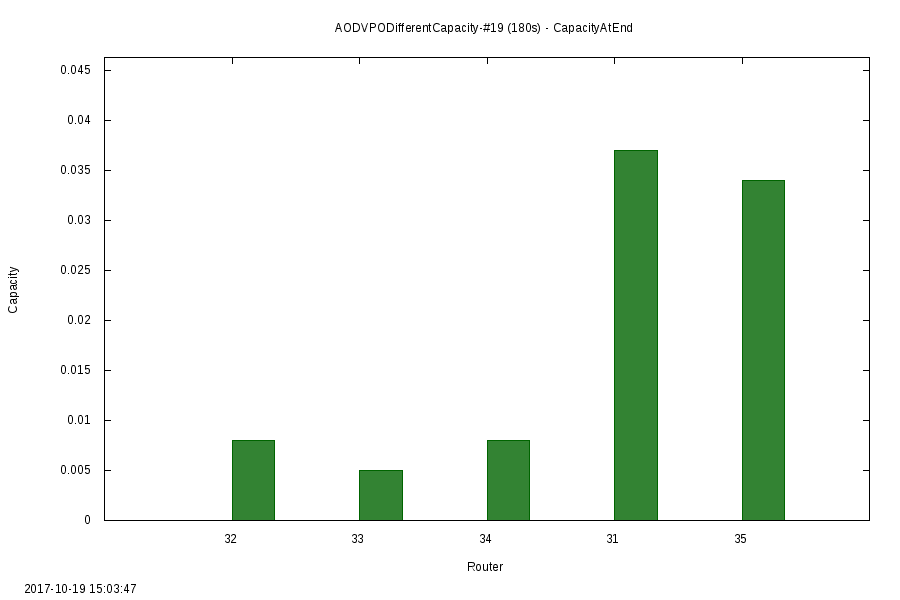 AODVPODifferentCapacity-#19 (180s) - CapacityAtEnd
0.045
0.04
0.035
0.03
0.025
0.02
0.015
0.01
0.005
0
Capacity
32 33 34 31 35
Router
2017-10-19 15:03:47